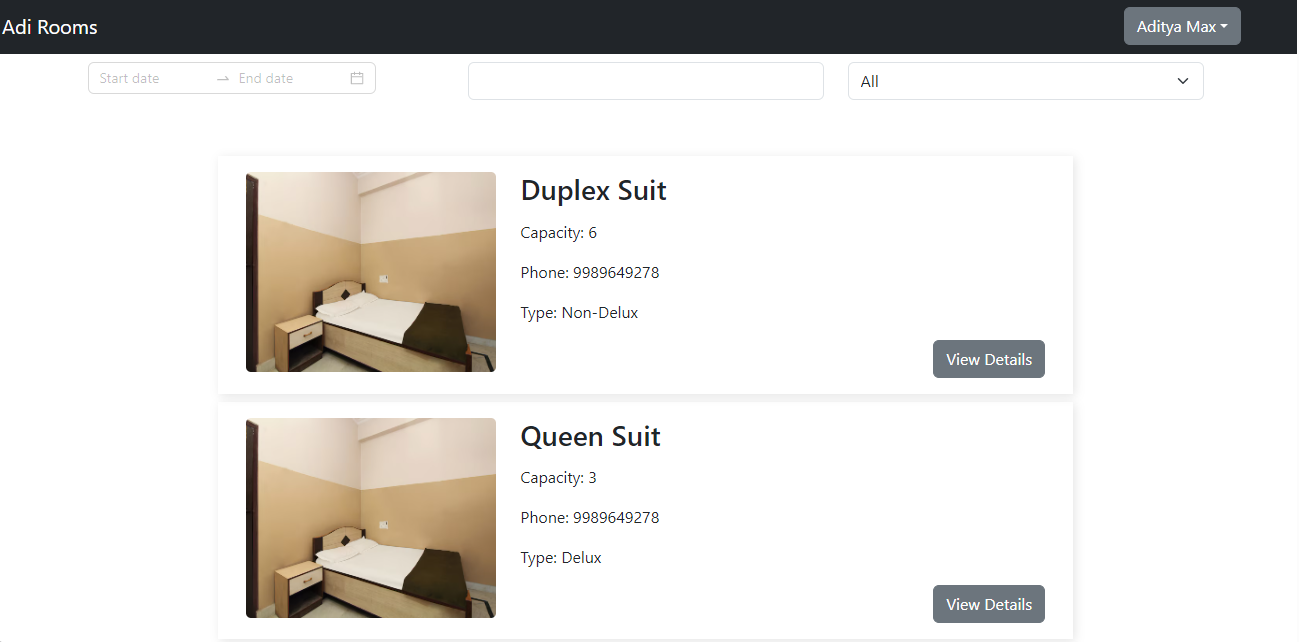 Adi Rooms
Aditya Max
Start date → End date
All
Duplex Suit
Capacity: 6
Phone: 9989649278
Type: Non-Delux
View Details
Queen Suit
Capacity: 3
Phone: 9989649278
Type: Delux
View Details